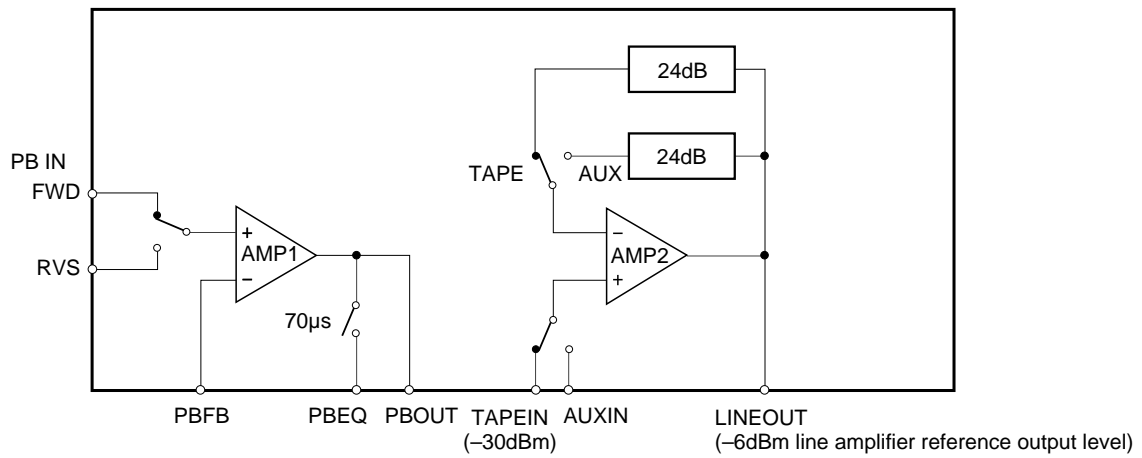 24dB
24dB
TAPE
AUX
PB IN
FWD
RVS
+
AMP1
−
−
AMP2
+
70µs
PBFB
PBEQ
PBOUT
TAPEIN
(–30dBm)
AUXIN
LINEOUT
(–6dBm line amplifier reference output level)